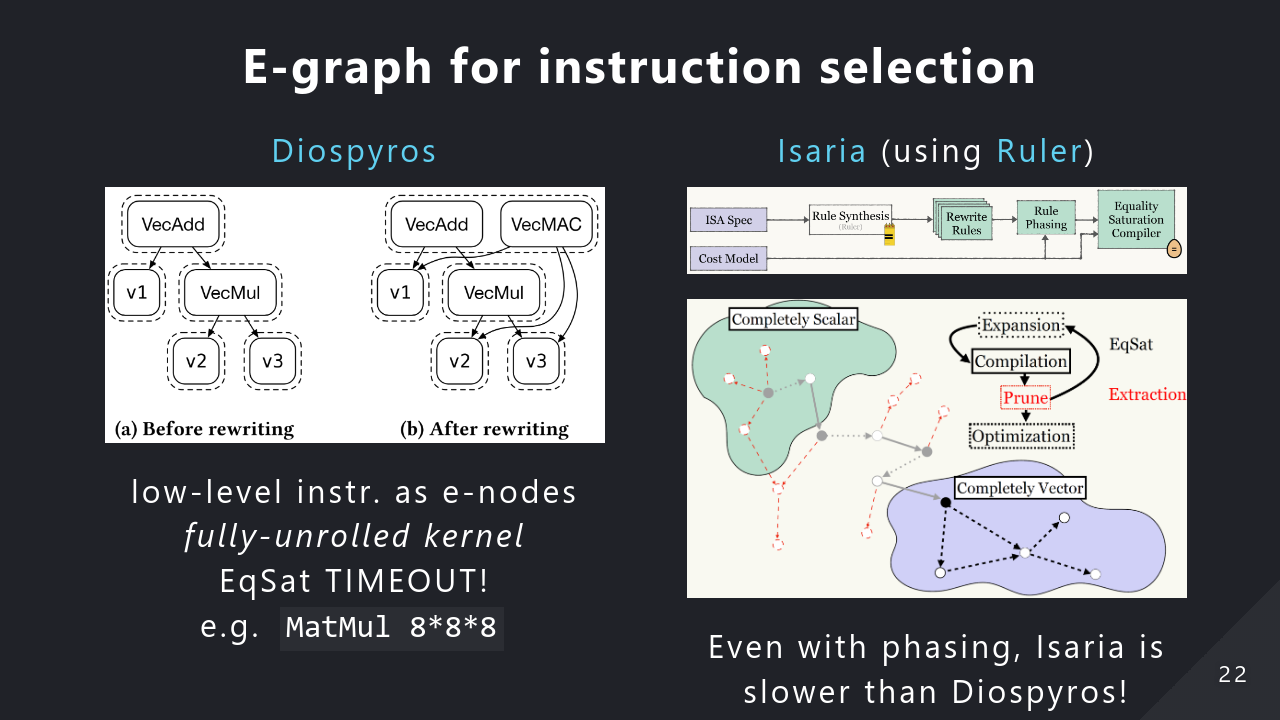 E-graph for instruction selection
Diospyros
VecAdd
v1
VecMul
v2
v3
VecAdd
VecMAC
v1
VecMul
v2
v3
(a) Before rewriting
(b) After rewriting
low-level instr. as e-nodes
fully-unrolled kernel
EqSat TIMEOUT!
e.g. MatMul 8*8*8
Isaria (using Ruler)
ISA Spec
Rule Synthesis
(Ruler)
Rewrite
Rules
Rule
Phasing
Equality
Saturation
Compiler
=
Cost Model
Completely Scalar
Expansion
Compilation
EqSat
Prune
Extraction
Optimization
Completely Vector
Even with phasing, Isaria is
slower than Diospyros!
22